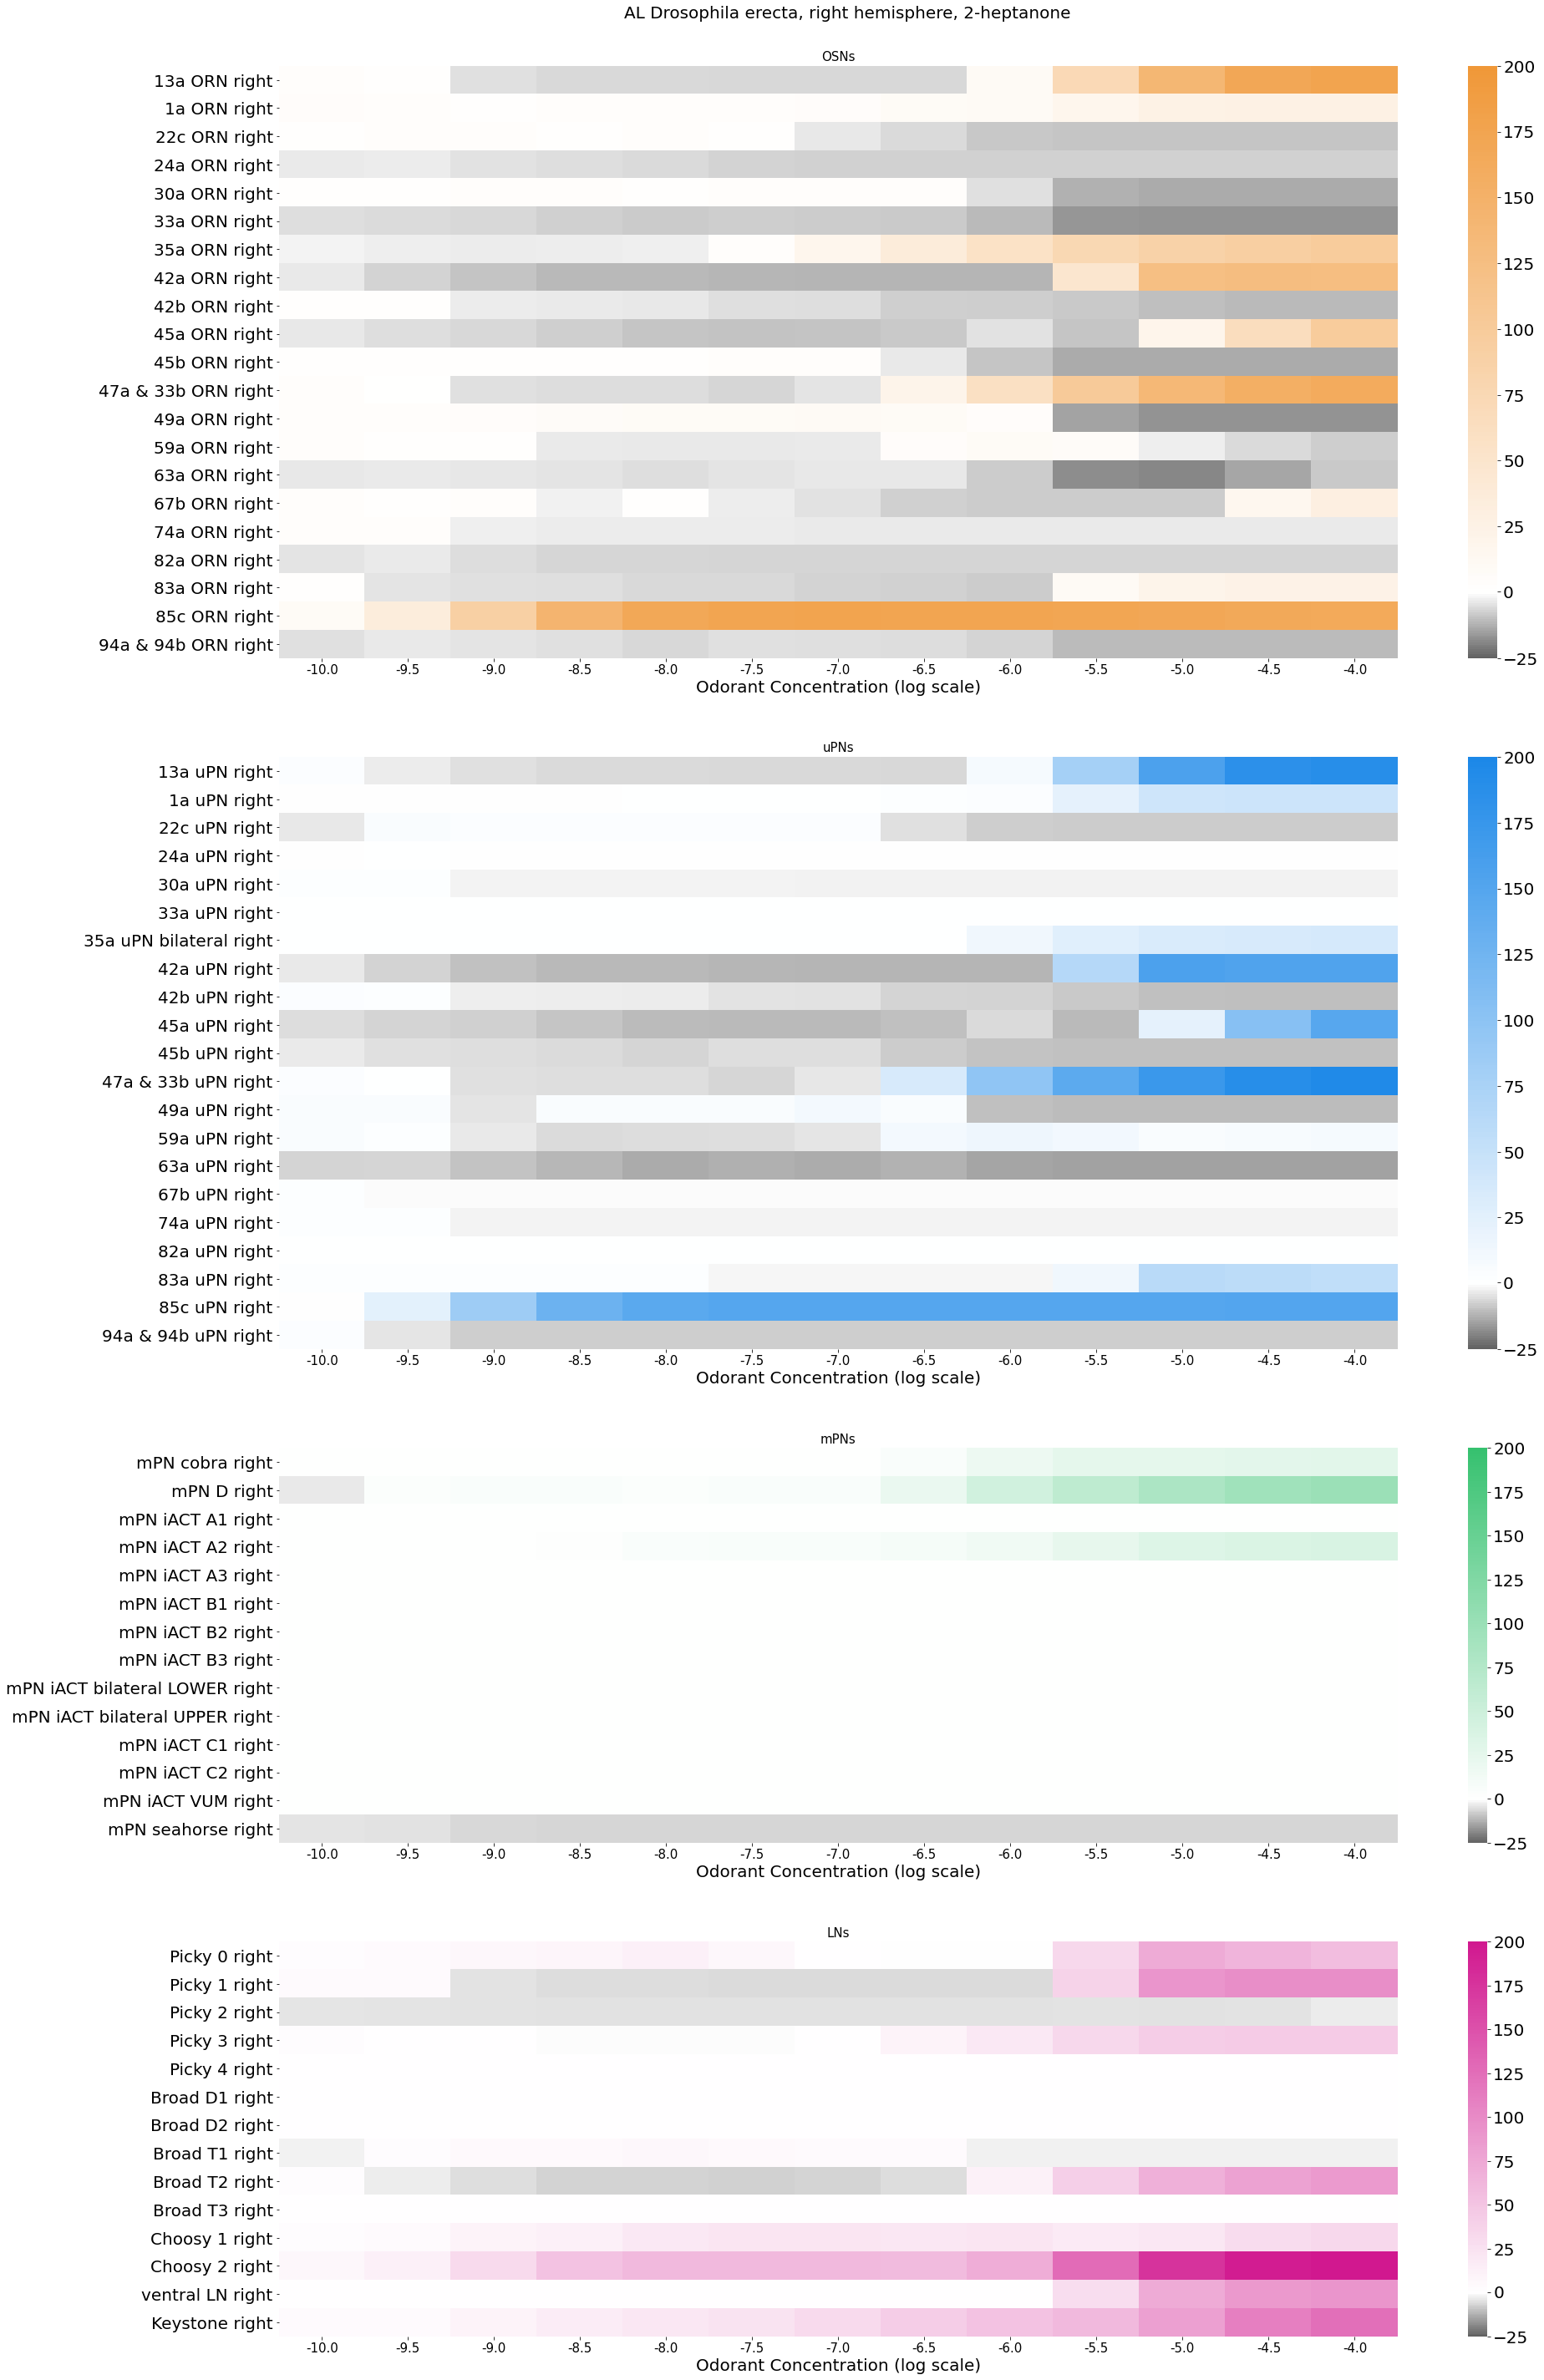 AL Drosophila erecta, right hemisphere, 2-heptanone
OSNs
13a ORN right
1a ORN right
22c ORN right
24a ORN right
30a ORN right
33a ORN right
35a ORN right
42a ORN right
42b ORN right
45a ORN right
45b ORN right
47a & 33b ORN right
49a ORN right
59a ORN right
63a ORN right
67b ORN right
74a ORN right
82a ORN right
83a ORN right
85c ORN right
94a & 94b ORN right
-10.0 -9.5 -9.0 -8.5 -8.0 -7.5 -7.0 -6.5 -6.0 -5.5 -5.0 -4.5 -4.0
Odorant Concentration (log scale)
200
175
150
125
100
75
50
25
0
−25
uPNs
13a uPN right
1a uPN right
22c uPN right
24a uPN right
30a uPN right
33a uPN right
35a uPN bilateral right
42a uPN right
42b uPN right
45a uPN right
45b uPN right
47a & 33b uPN right
49a uPN right
59a uPN right
63a uPN right
67b uPN right
74a uPN right
82a uPN right
83a uPN right
85c uPN right
94a & 94b uPN right
-10.0 -9.5 -9.0 -8.5 -8.0 -7.5 -7.0 -6.5 -6.0 -5.5 -5.0 -4.5 -4.0
Odorant Concentration (log scale)
200
175
150
125
100
75
50
25
0
−25
mPNs
mPN cobra right
mPN D right
mPN iACT A1 right
mPN iACT A2 right
mPN iACT A3 right
mPN iACT B1 right
mPN iACT B2 right
mPN iACT B3 right
mPN iACT bilateral LOWER right
mPN iACT bilateral UPPER right
mPN iACT C1 right
mPN iACT C2 right
mPN iACT VUM right
mPN seahorse right
-10.0 -9.5 -9.0 -8.5 -8.0 -7.5 -7.0 -6.5 -6.0 -5.5 -5.0 -4.5 -4.0
Odorant Concentration (log scale)
200
175
150
125
100
75
50
25
0
−25
LNs
Picky 0 right
Picky 1 right
Picky 2 right
Picky 3 right
Picky 4 right
Broad D1 right
Broad D2 right
Broad T1 right
Broad T2 right
Broad T3 right
Choosy 1 right
Choosy 2 right
ventral LN right
Keystone right
-10.0 -9.5 -9.0 -8.5 -8.0 -7.5 -7.0 -6.5 -6.0 -5.5 -5.0 -4.5 -4.0
Odorant Concentration (log scale)
200
175
150
125
100
75
50
25
0
−25